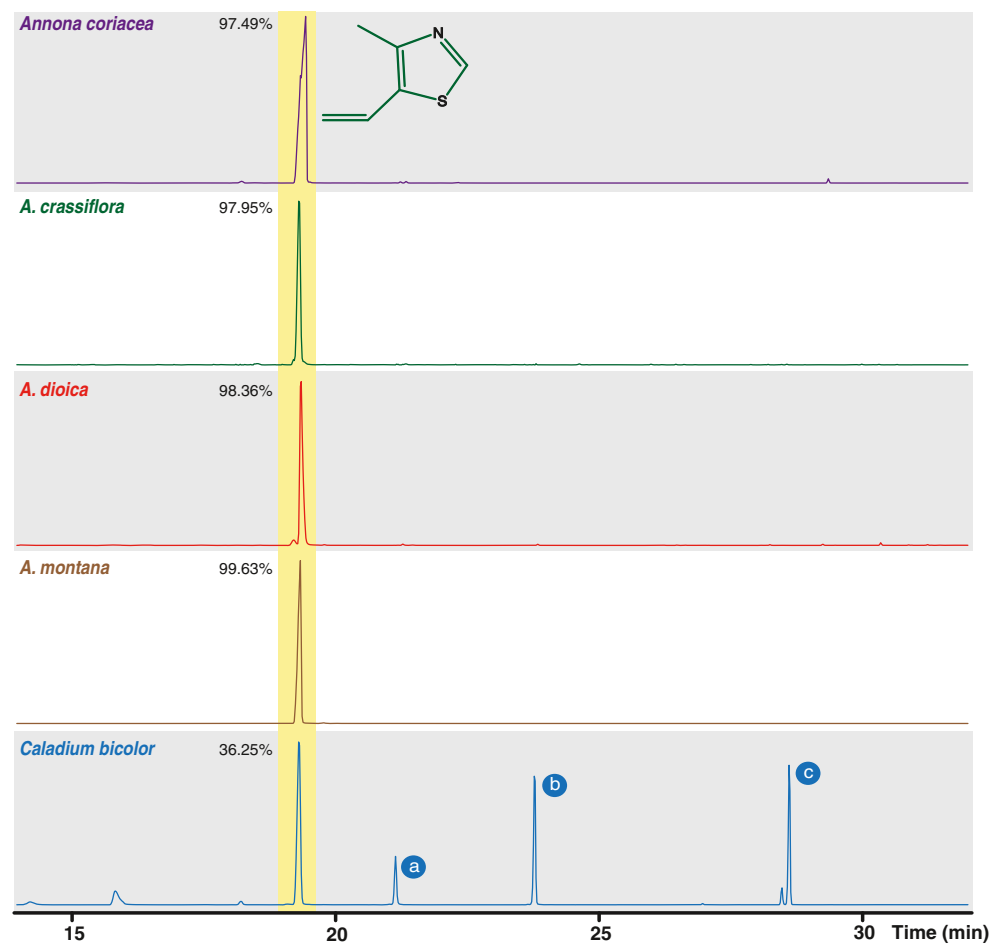 Annona coriacea 97.49%
N
S
A. crassiflora 97.95%
A. dioica 98.36%
A. montana 99.63%
Caladium bicolor 36.25%
a
b
c
15 20 25 30 Time (min)